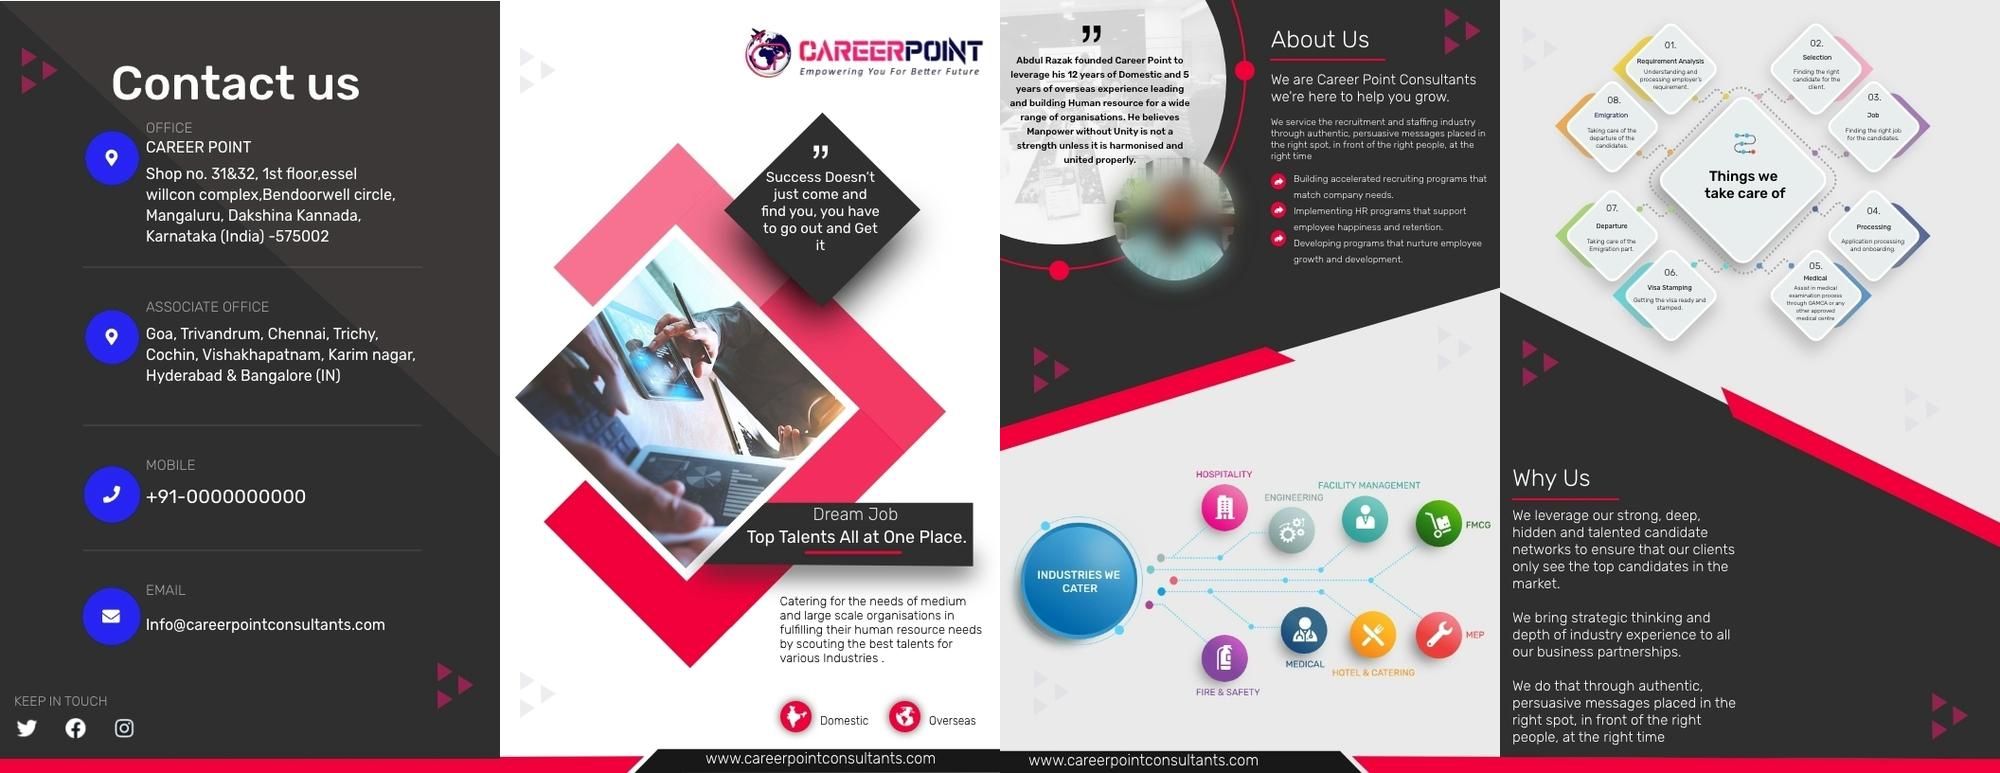 Contact us
OFFICE
CAREER POINT
Shop no. 31&32, 1st floor,essel
willcon complex,Bendoorwell circle,
Mangaluru, Dakshina Kannada,
Karnataka (India) -575002
ASSOCIATE OFFICE
Goa, Trivandrum, Chennai, Trichy,
Cochin, Vishakhapatnam, Karim nagar,
Hyderabad & Bangalore (IN)
MOBILE
+91-0000000000
EMAIL
Info@careerpointconsultants.com
KEEP IN TOUCH
CAREERPOINT
Empowering You For Better Future
”
Success Doesn't
just come and
find you, you have
to go out and Get
it
Dream Job
Top Talents All at One Place.
Catering for the needs of medium
and large scale organisations in
fulfilling their human resource needs
by scouting the best talents for
various Industries .
Domestic
Overseas
www.careerpointconsultants.com
”
Abdul Razak founded Career Point to
leverage his 12 years of Domestic and 5
years of overseas experience leading
and building Human resource for a wide
range of organisations. He believes
Manpower without Unity is not a
strength unless it is harmonised and
united properly.
About Us
We are Career Point Consultants
we're here to help you grow.
We service the recruitment and staffing industry
through authentic, persuasive messages placed in
the right spot, in front of the right people, at the
right time
Building accelerated recruiting programs that
match company needs.
Implementing HR programs that support
employee happiness and retention.
Developing programs that nurture employee
growth and development.
INDUSTRIES WE
CATER
HOSPITALITY
ENGINEERING
FACILITY MANAGEMENT
FMCG
MEP
HOTEL & CATERING
MEDICAL
FIRE & SAFETY
www.careerpointconsultants.com
Things we
take care of
01.
Requirement Analysis
Understanding and
processing employer's
requirement.
02.
Selection
Finding the right
candidate for the
client.
03.
Job
Finding the right job
for the candidates.
04.
Processing
Application processing
and onboarding.
05.
Medical
Assist in medical
examination process
through GAMCA or any
other approved
medical centre
06.
Visa Stamping
Getting the visa ready and
stamped.
07.
Departure
Taking care of the
Emigration part.
08.
Emigration
Taking care of the
departure of the
candidates.
Why Us
We leverage our strong, deep,
hidden and talented candidate
networks to ensure that our clients
only see the top candidates in the
market.
We bring strategic thinking and
depth of industry experience to all
our business partnerships.
We do that through authentic,
persuasive messages placed in the
right spot, in front of the right
people, at the right time